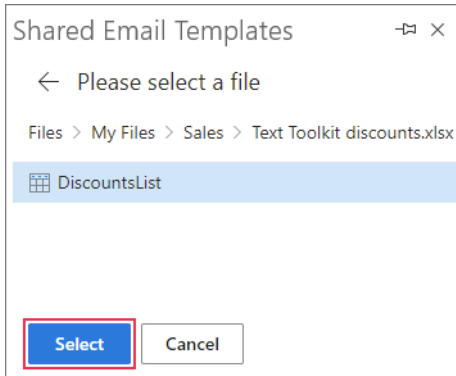 Shared Email Templates
Please select a file
Files > My Files > Sales > Text Toolkit discounts.xlsx
DiscountsList
Select Cancel